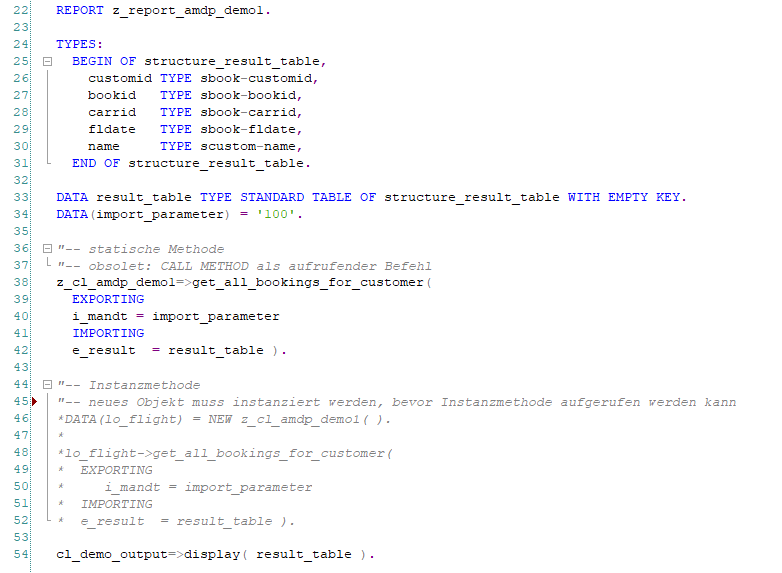 22 REPORT z_report_amdp_demo1.
23
24 TYPES:
25 BEGIN OF structure_result_table,
26 customid TYPE sbook-customid,
27 bookid TYPE sbook-bookid,
28 carrid TYPE sbook-carrid,
29 fldate TYPE sbook-fldate,
30 name TYPE scustom-name,
31 END OF structure_result_table.
32
33 DATA result_table TYPE STANDARD TABLE OF structure_result_table WITH EMPTY KEY.
34 DATA(import_parameter) = '100'.
35
36 "-- statische Methode
37 "-- obsolet: CALL METHOD als aufrufender Befehl
38 z_cl_amdp_demo1=>get_all_bookings_for_customer(
39 EXPORTING
40 i_mandt = import_parameter
41 IMPORTING
42 e_result = result_table ).
43
44 "-- Instanzmethode
45 "-- neues Objekt muss instanziert werden, bevor Instanzmethode aufgerufen werden kann
46 *DATA(lo_flight) = NEW z_cl_amdp_demo1( ).
47 *
48 *lo_flight->get_all_bookings_for_customer(
49 * EXPORTING
50 * i_mandt = import_parameter
51 * IMPORTING
52 * e_result = result_table ).
53
54 cl_demo_output=>display( result_table ).